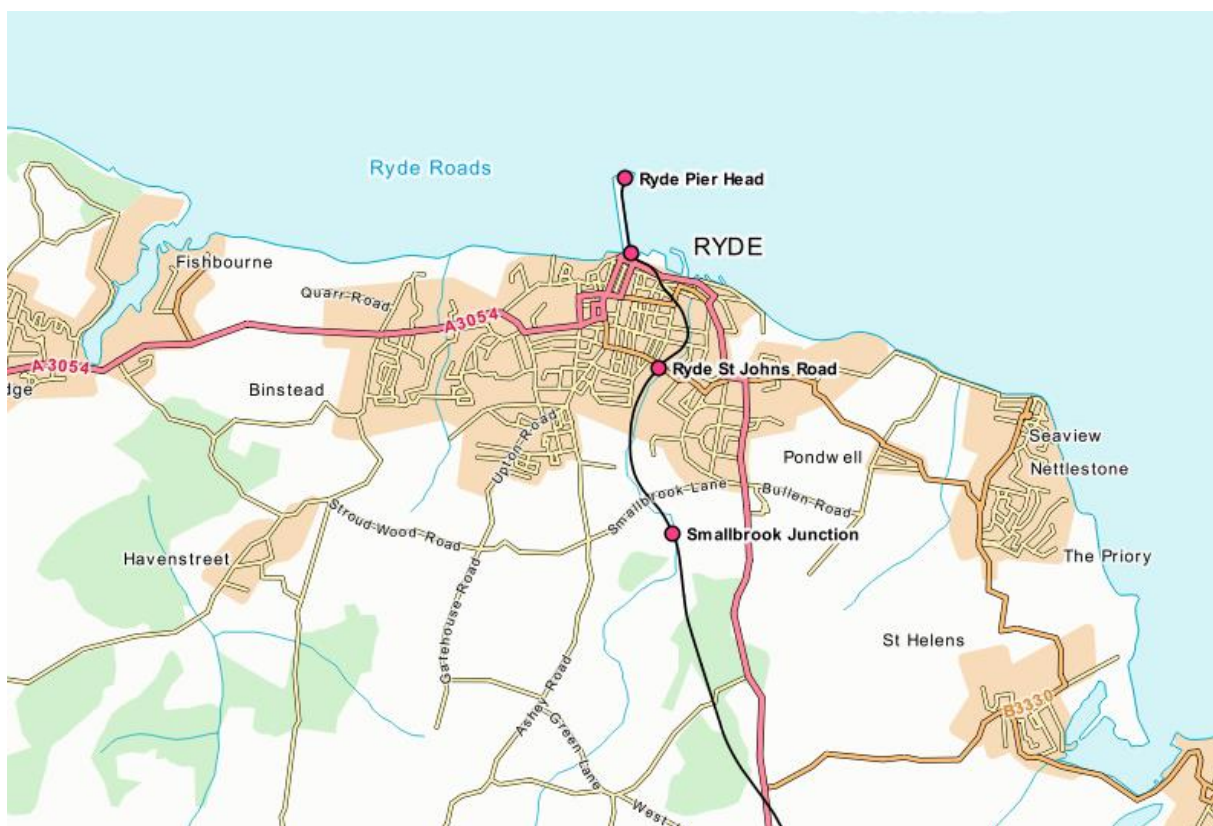 Ryde Roads
Ryde Pier Head
RYDE
Fishbourne
Quarr Road
A3054
A3054
Ryde St Johns Road
dge
Binstead
Upton Road
Seaview
Pondwell
Nettlestone
Smallbrook Lane
Bullen Road
Stroud Wood Road
Smallbrook Junction
Havenstreet
The Priory
Gatehouse Road
St Helens
Ashey Road
Green Lane
B3330
West